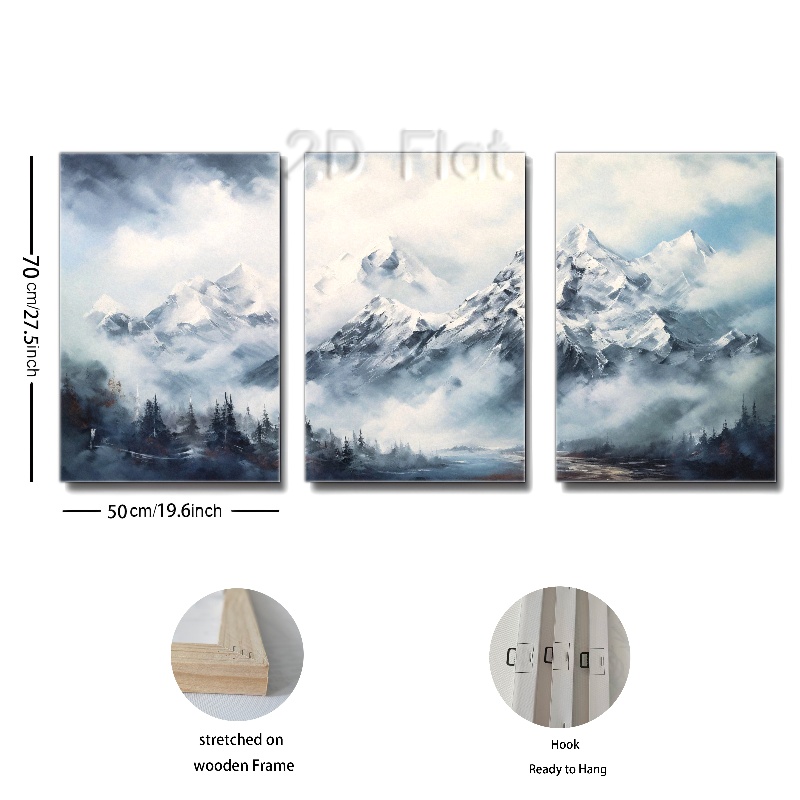 2D Flat
70 cm/27.5inch
50cm/19.6inch
stretched on
wooden Frame
Hook
Ready to Hang